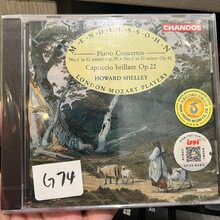 CHANDOS
MENDELSSOHN
Piano Concertos
No.1 in G minor Op.25 • No.2 in D minor Op.40
Capriccio brillant Op.22
HOWARD SHELLEY
LONDON MOZART PLAYERS
G74